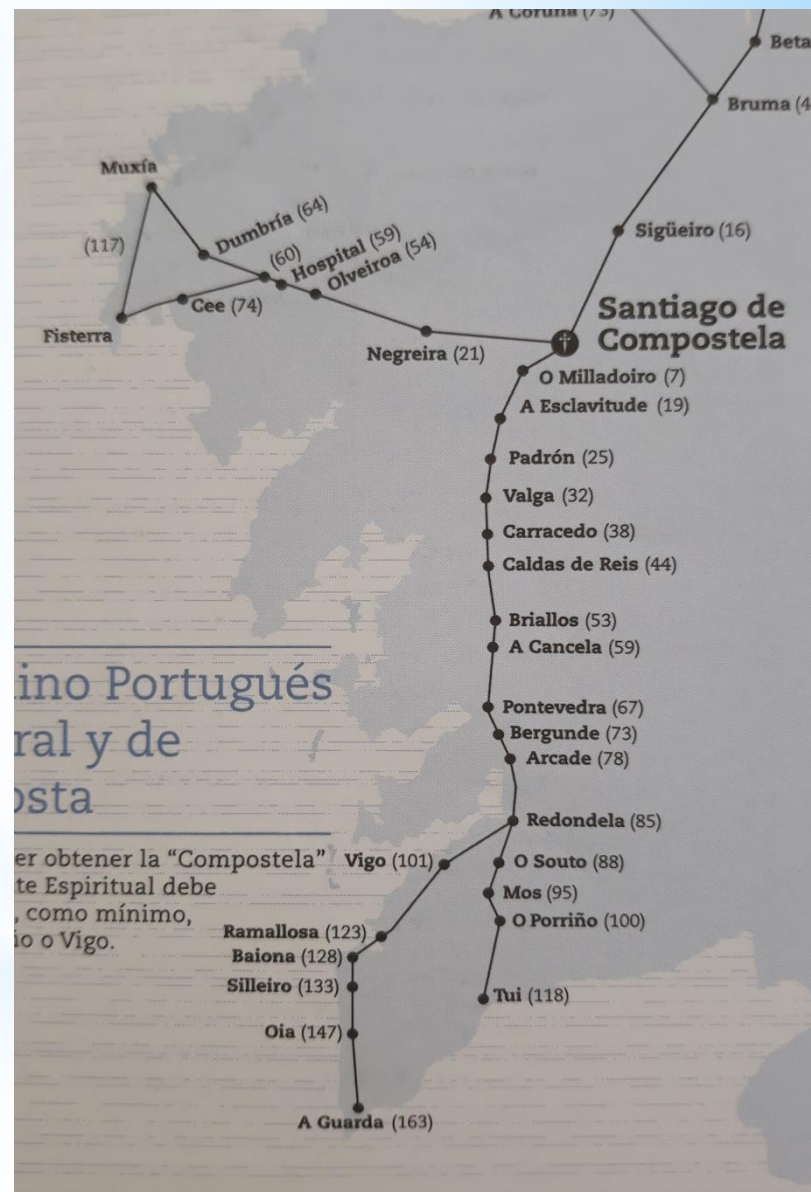 A Coruña (75)
Beta
Bruma (4
Muxía
Dumbría (64)
(117)
(60)
Hospital (59)
Sigüeiro (16)
Olveiroa (54)
Cee (74)
Santiago de
Compostela
Fisterra
Negreira (21)
O Milladoiro (7)
A Esclavitude (19)
Padrón (25)
Valga (32)
Carracedo (38)
Caldas de Reis (44)
Briallos (53)
A Cancela (59)
ino Portugués
ral y de
osta
Pontevedra (67)
Bergunde (73)
Arcade (78)
Redondela (85)
er obtener la “Compostela”
te Espiritual debe
, como mínimo,
io o Vigo.
Vigo (101)
O Souto (88)
Mos (95)
O Porriño (100)
Ramallosa (123)
Baiona (128)
Silleiro (133)
Tui (118)
Oia (147)
A Guarda (163)